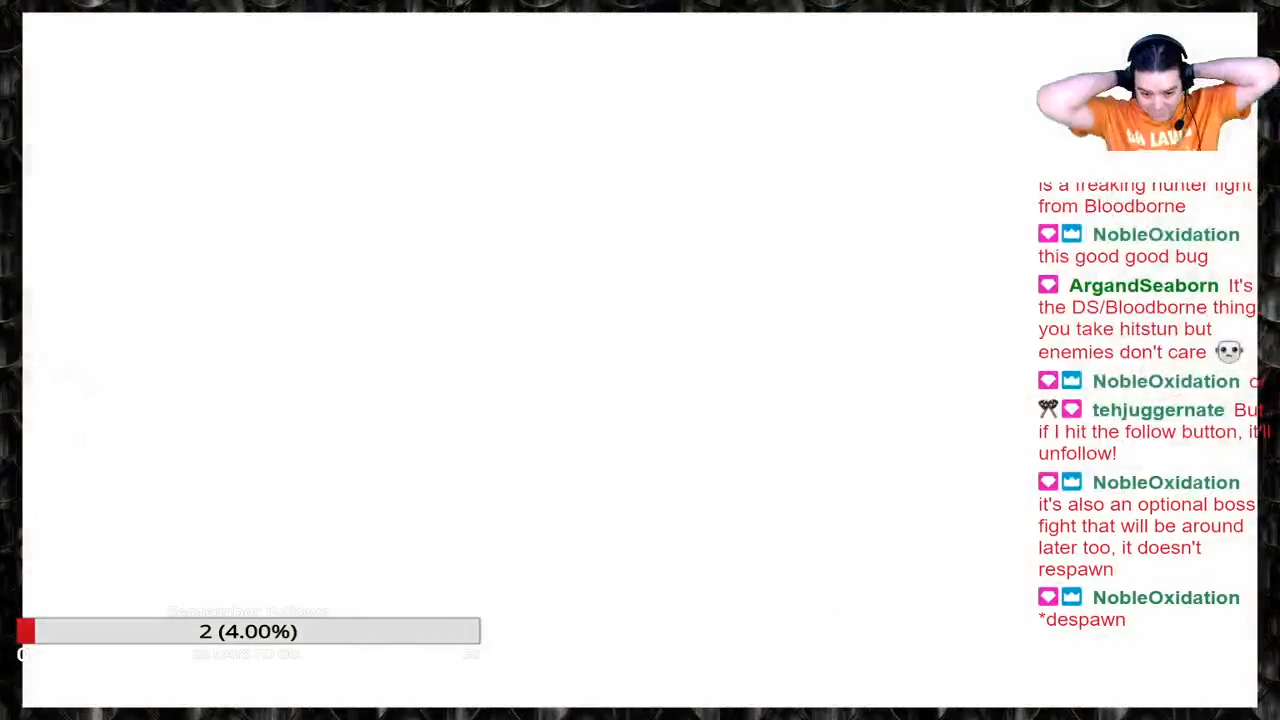 is a freaking hunter fight
from Bloodborne
NobleOxidation
this good good bug
ArgandSeaborn It's
the DS/Bloodborne thing
you take hitstun but
enemies don't care
NobleOxidation
tehjuggernate But
if I hit the follow button, it'll
unfollow!
NobleOxidation
it's also an optional boss
fight that will be around
later too, it doesn't
respawn
NobleOxidation
*despawn
2 (4.00%)
0